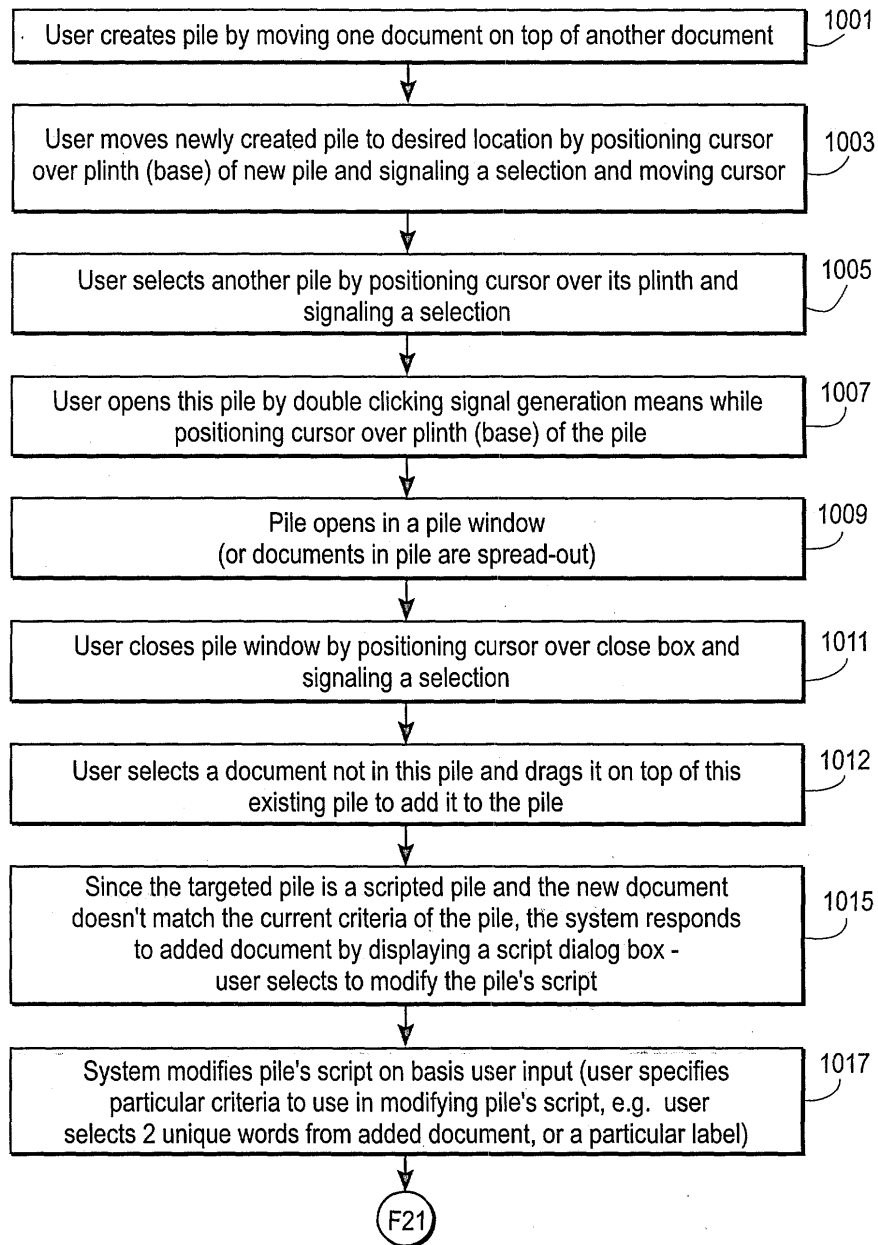 User creates pile by moving one document on top of another document
1001
User moves newly created pile to desired location by positioning cursor
over plinth (base) of new pile and signaling a selection and moving cursor
1003
User selects another pile by positioning cursor over its plinth and
signaling a selection
1005
User opens this pile by double clicking signal generation means while
positioning cursor over plinth (base) of the pile
1007
Pile opens in a pile window
(or documents in pile are spread-out)
1009
User closes pile window by positioning cursor over close box and
signaling a selection
1011
User selects a document not in this pile and drags it on top of this
existing pile to add it to the pile
1012
Since the targeted pile is a scripted pile and the new document
doesn't match the current criteria of the pile, the system responds
to added document by displaying a script dialog box -
user selects to modify the pile's script
1015
System modifies pile's script on basis user input (user specifies
particular criteria to use in modifying pile's script, e.g. user
selects 2 unique words from added document, or a particular label)
1017
F21